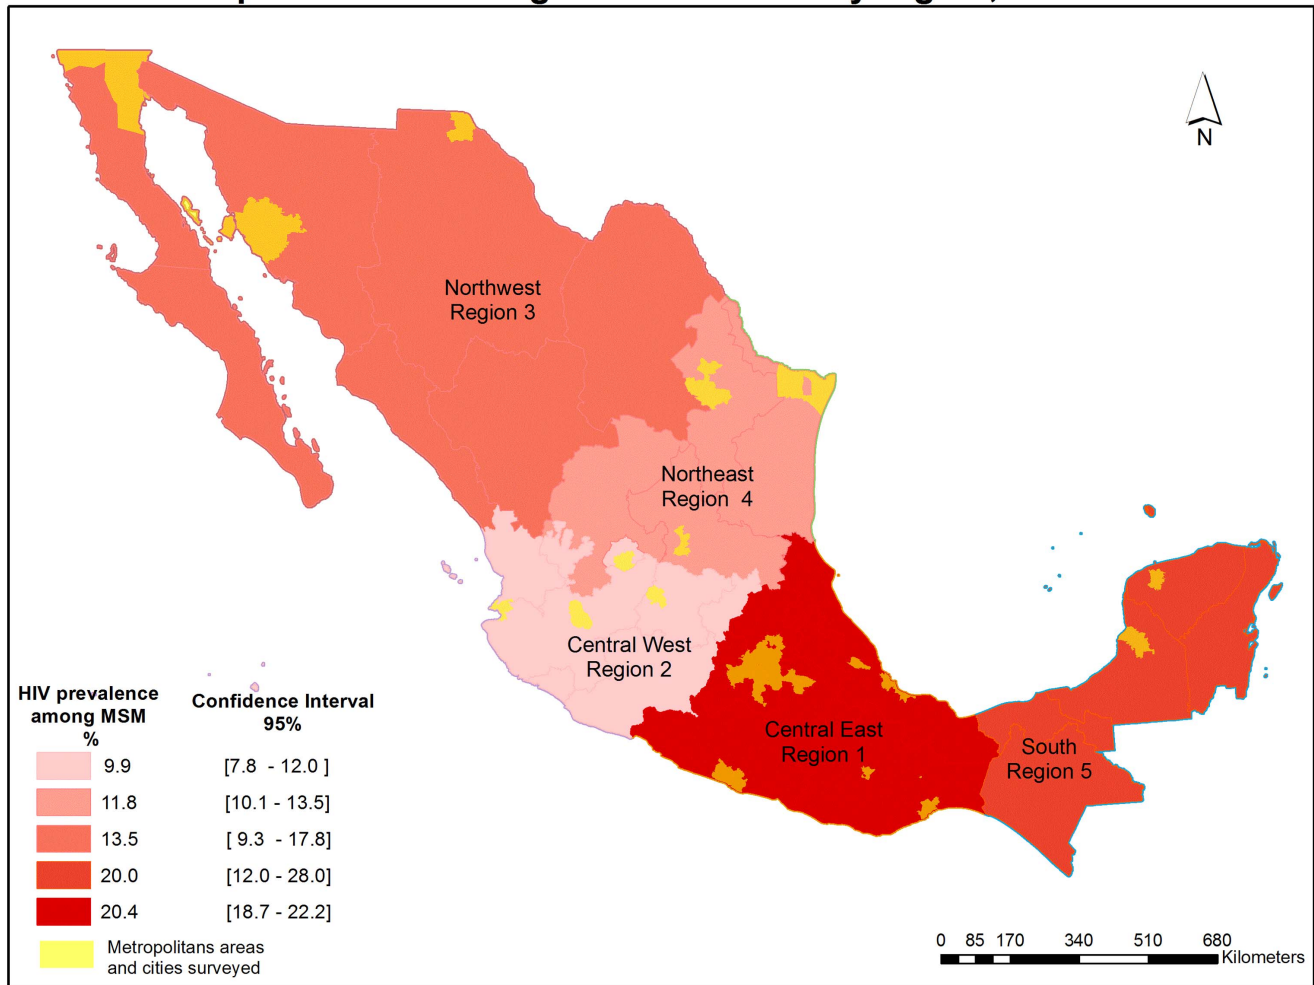 N
Northwest
Region 3
Northeast
Region 4
Central West
Region 2
Central East
Region 1
South
Region 5
HIV prevalence
among MSM
%
Confidence Interval
95%
9.9 [7.8 - 12.0 ]
11.8 [10.1 - 13.5]
13.5 [ 9.3 - 17.8]
20.0 [12.0 - 28.0]
20.4 [18.7 - 22.2]
Metropolitans areas
and cities surveyed
0 85 170 340 510 680
Kilometers